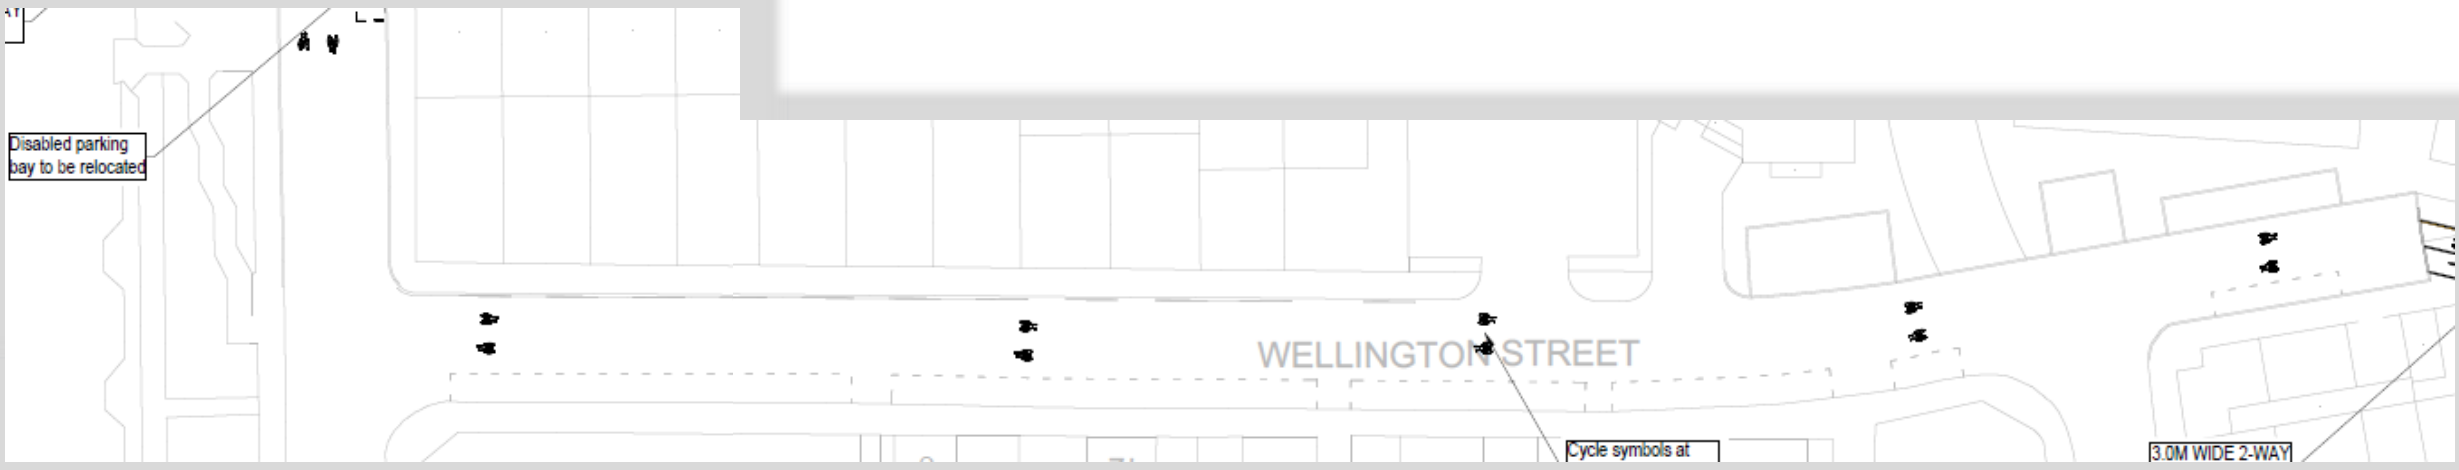 Disabled parking
bay to be relocated
WELLINGTON STREET
Cycle symbols at
3.0M WIDE 2-WAY